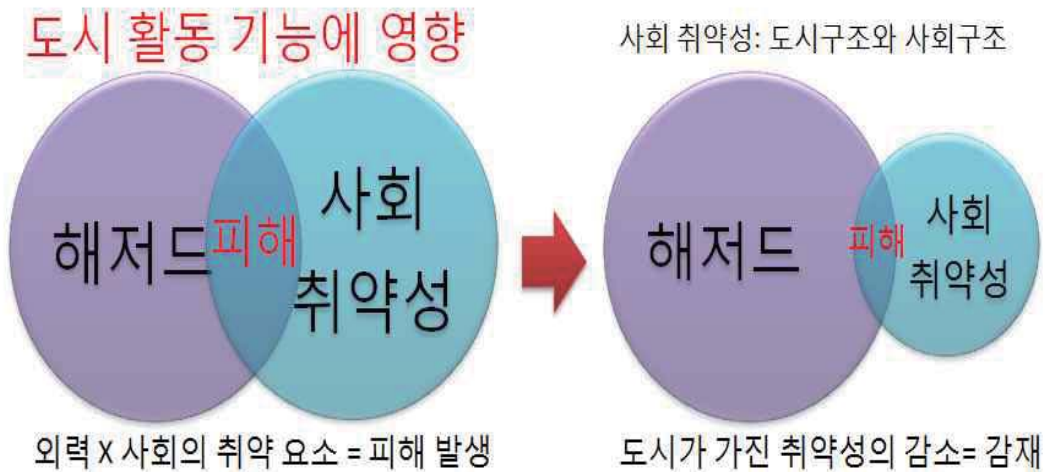 도시 활동 기능에 영향
해저드
피해
사회
취약성
외력 X 사회의 취약 요소 = 피해 발생
사회 취약성: 도시구조와 사회구조
해저드
피해
사회
취약성
도시가 가진 취약성의 감소= 감재